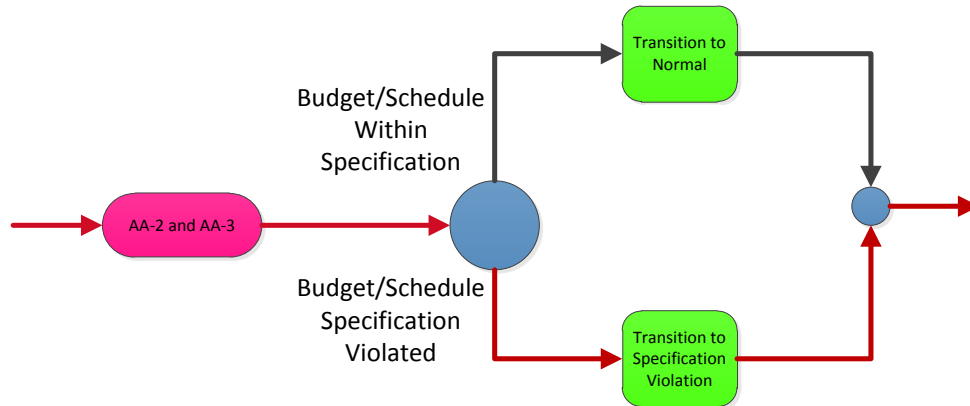 Transition to
Normal
Budget/Schedule
Within
Specification
AA-2 and AA-3
Budget/Schedule
Specification
Violated
Transition to
Specification
Violation